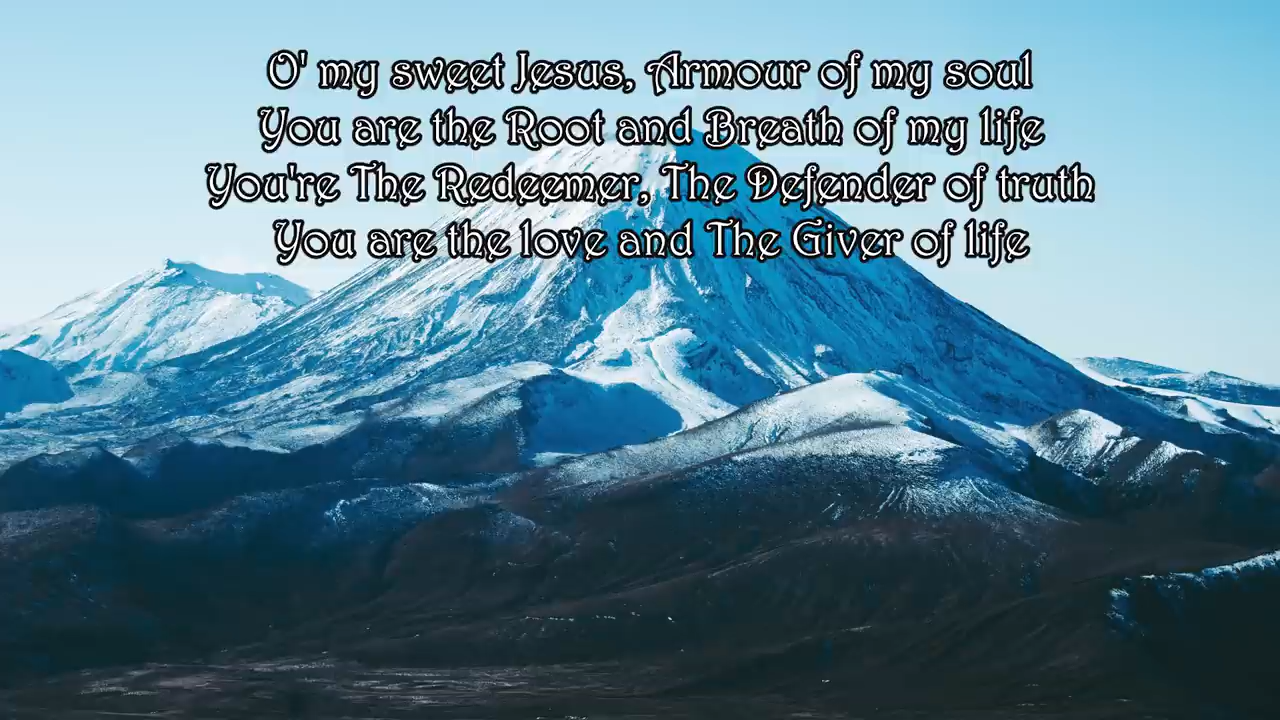 O' my sweet Jesus, Armour of my soul
You are the Root and Breath of my life
You're The Redeemer, The Defender of truth
You are the love and The Giver of life